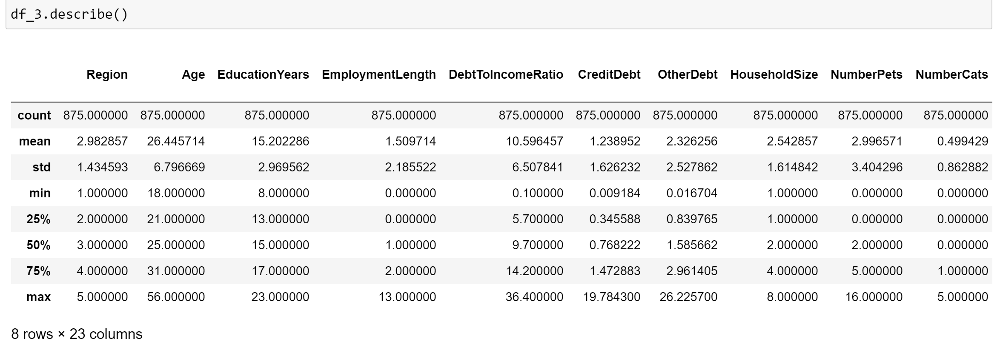 df_3.describe()
Region Age EducationYears EmploymentLength DebtToIncomeRatio CreditDebt OtherDebt HouseholdSize NumberPets NumberCats
count 875.000000 875.000000 875.000000 875.000000 875.000000 875.000000 875.000000 875.000000 875.000000 875.000000
mean 2.982857 26.445714 15.202286 1.509714 10.596457 1.238952 2.326256 2.542857 2.996571 0.499429
std 1.434593 6.796669 2.969562 2.185522 6.507841 1.626232 2.527862 1.614842 3.404296 0.862882
min 1.000000 18.000000 8.000000 0.000000 0.100000 0.009184 0.016704 1.000000 0.000000 0.000000
25% 2.000000 21.000000 13.000000 0.000000 5.700000 0.345588 0.839765 1.000000 0.000000 0.000000
50% 3.000000 25.000000 15.000000 1.000000 9.700000 0.768222 1.585662 2.000000 2.000000 0.000000
75% 4.000000 31.000000 17.000000 2.000000 14.200000 1.472883 2.961405 4.000000 5.000000 1.000000
max 5.000000 56.000000 23.000000 13.000000 36.400000 19.784300 26.225700 8.000000 16.000000 5.000000
8 rows × 23 columns